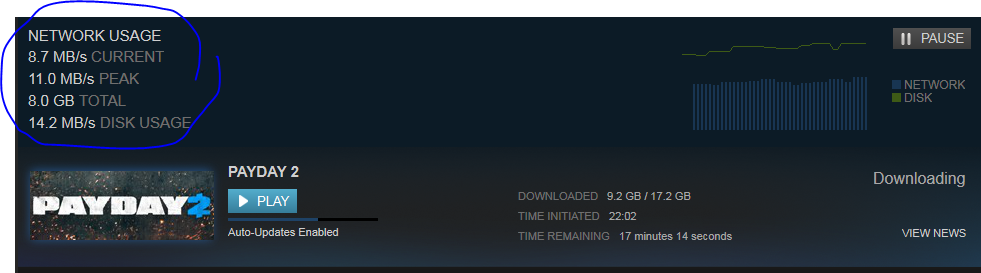 NETWORK USAGE
8.7 MB/s CURRENT
11.0 MB/s PEAK
8.0 GB TOTAL
14.2 MB/s DISK USAGE
PAUSE
NETWORK
DISK
PAYDAY 2
PAYDAY 2
PLAY
Auto-Updates Enabled
DOWNLOADED 9.2 GB / 17.2 GB
TIME INITIATED 22:02
TIME REMAINING 17 minutes 14 seconds
Downloading
VIEW NEWS